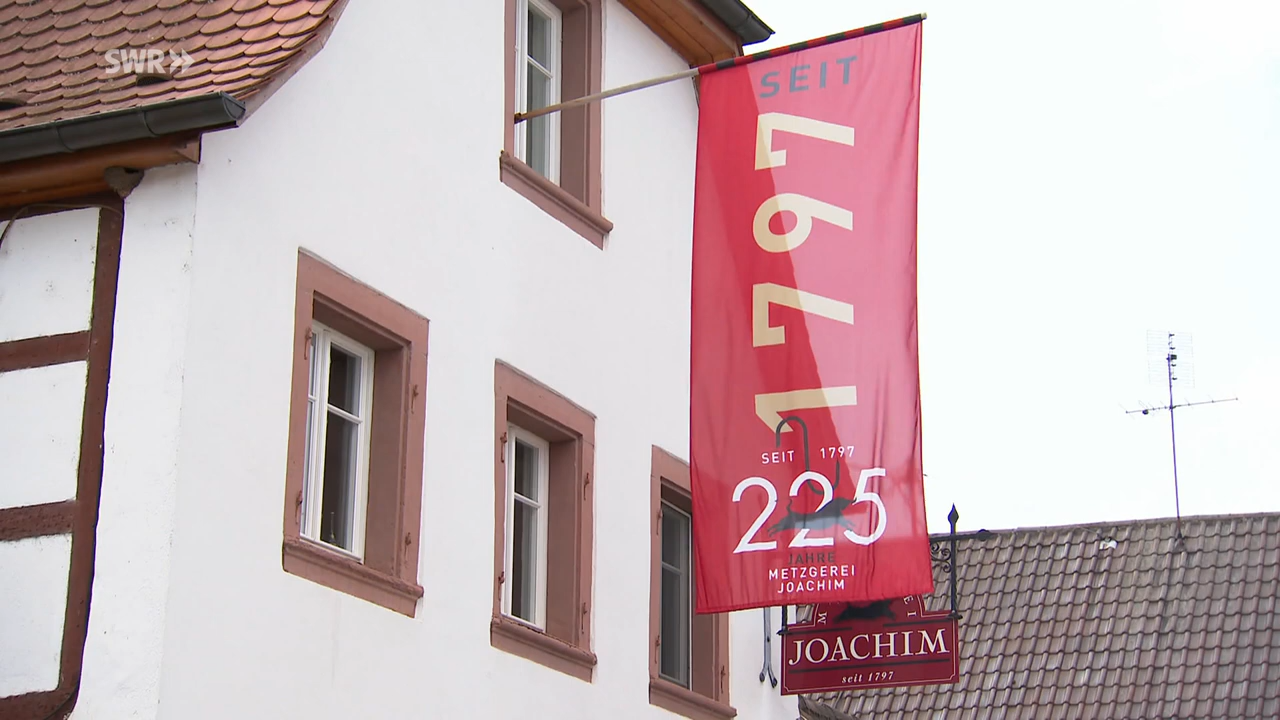 SWR
SEIT
1797
SEIT 1797
225
JAHRE
METZGEREI
JOACHIM
JOACHIM
seit 1797